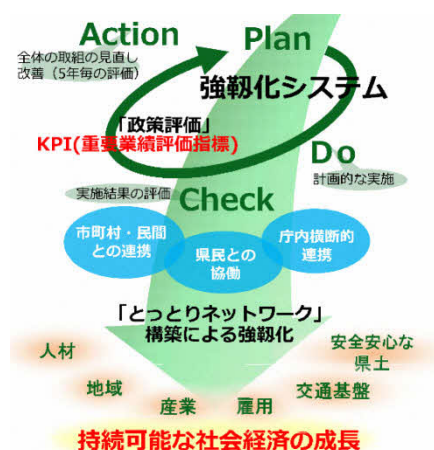 Action
Plan
全体の取組の見直し
改善（5年毎の評価）
強靱化システム
「政策評価」
KPI(重要業績評価指標)
Do
計画的な実施
実施結果の評価
Check
市町村・民間
との連携
県民との
協働
庁内横断的
連携
「とっとりネットワーク」
構築による強靱化
人材
地域
産業
雇用
交通基盤
安全安心な
県土
持続可能な社会経済の成長